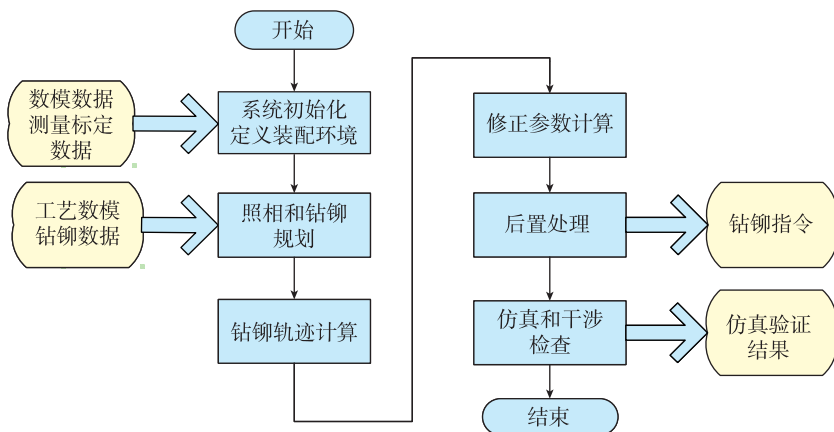 开始
数模数据
测量标定
数据
系统初始化
定义装配环境
工艺数模
钻铆数据
照相和钻铆
规划
钻铆轨迹计算
修正参数计算
后置处理
钻铆指令
仿真和干涉
检查
仿真验证
结果
结束